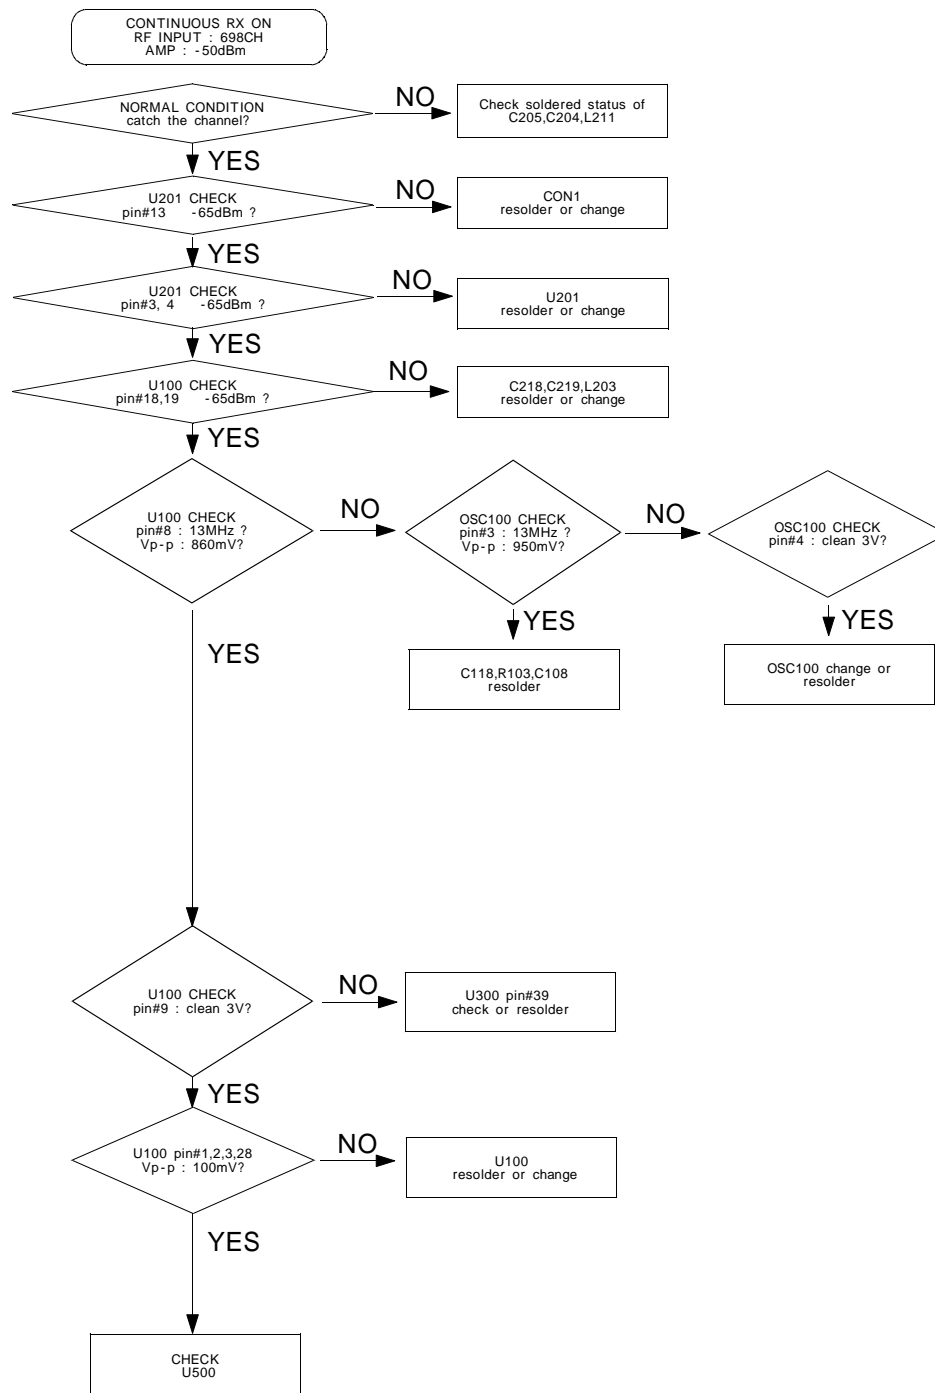 CONTINUOUS RX ON
RF INPUT : 698CH
AMP : -50dBm
NORMAL CONDITION
catch the channel?
NO
Check soldered status of
C205,C204,L211
YES
U201 CHECK
pin#13 -65dBm ?
NO
CON1
resolder or change
YES
U201 CHECK
pin#3, 4 -65dBm ?
NO
U201
resolder or change
YES
U100 CHECK
pin#18,19 -65dBm ?
NO
C218,C219,L203
resolder or change
YES
U100 CHECK
pin#8 : 13MHz ?
Vp-p : 860mV?
NO
OSC100 CHECK
pin#3 : 13MHz ?
Vp-p : 950mV?
NO
OSC100 CHECK
pin#4 : clean 3V?
YES
C118,R103,C108
resolder
YES
OSC100 change or
resolder
YES
U100 CHECK
pin#9 : clean 3V?
NO
U300 pin#39
check or resolder
YES
U100 pin#1,2,3,28
Vp-p : 100mV?
NO
U100
resolder or change
YES
CHECK
U500